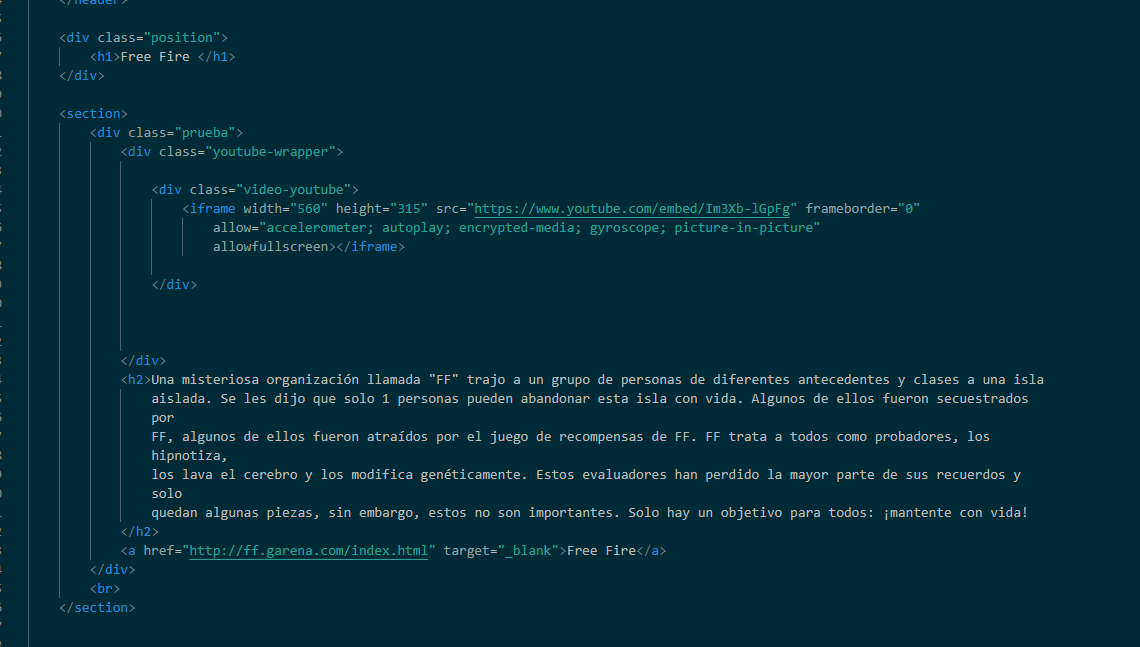 </header>
<div class="position">
<h1>Free Fire </h1>
</div>
<section>
<div class="prueba">
<div class="youtube-wrapper">
<div class="video-youtube">
<iframe width="560" height="315" src="https://www.youtube.com/embed/Im3Xb-lGpFg" frameborder="0"
allow="accelerometer; autoplay; encrypted-media; gyroscope; picture-in-picture"
allowfullscreen></iframe>
</div>
</div>
<h2>Una misteriosa organización llamada "FF" trajo a un grupo de personas de diferentes antecedentes y clases a una isla
aislada. Se les dijo que solo 1 personas pueden abandonar esta isla con vida. Algunos de ellos fueron secuestrados
por
FF, algunos de ellos fueron atraídos por el juego de recompensas de FF. FF trata a todos como probadores, los
hipnotiza,
los lava el cerebro y los modifica genéticamente. Estos evaluadores han perdido la mayor parte de sus recuerdos y
solo
quedan algunas piezas, sin embargo, estos no son importantes. Solo hay un objetivo para todos: ¡mantente con vida!
</h2>
<a href="http://ff.garena.com/index.html" target="_blank">Free Fire</a>
</div>
<br>
</section>